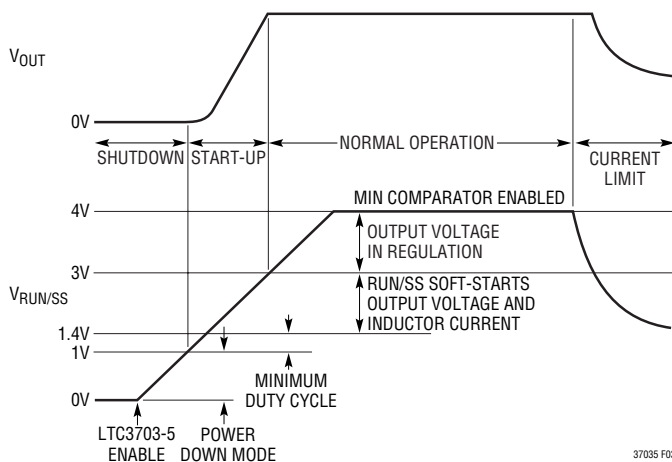 VOUT
0V
SHUTDOWN
START-UP
NORMAL OPERATION
CURRENT
LIMIT
MIN COMPARATOR ENABLED
4V
OUTPUT VOLTAGE
IN REGULATION
3V
RUN/SS SOFT-STARTS
OUTPUT VOLTAGE AND
INDUCTOR CURRENT
VRUN/SS
1.4V
1V
MINIMUM
DUTY CYCLE
0V
LTC3703-5
ENABLE
POWER
DOWN MODE
37035